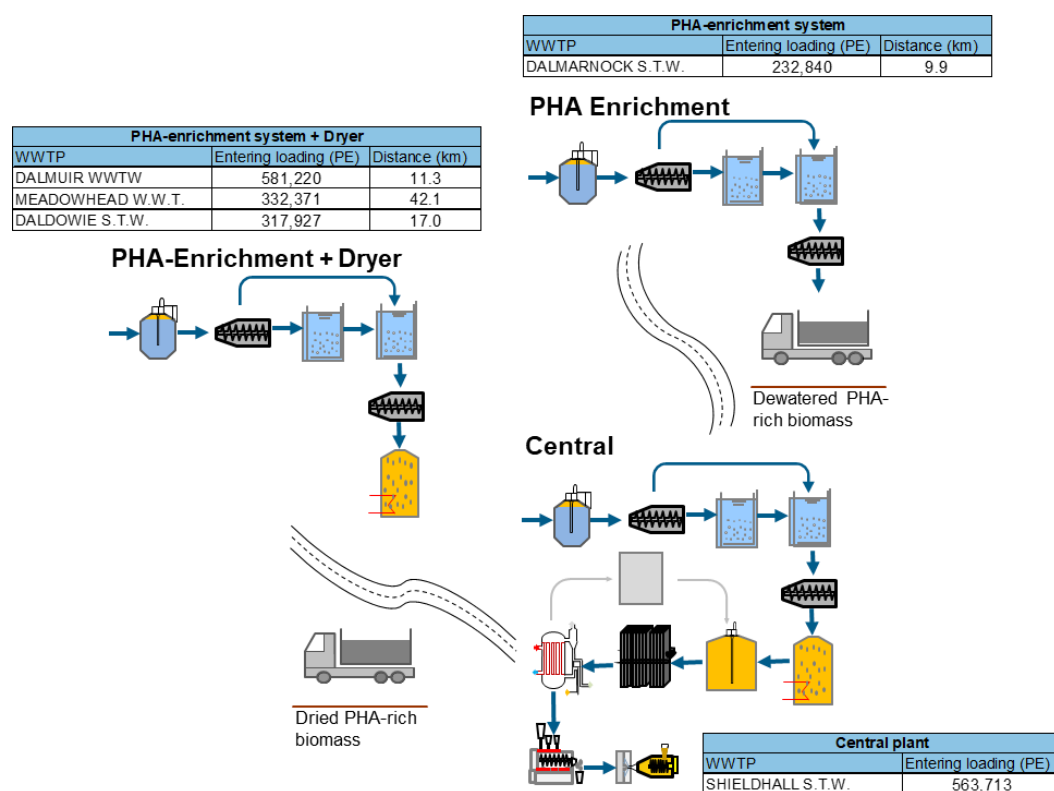 PHA-enrichment system
WWTP Entering loading (PE) Distance (km)
DALMARNOCK S.T.W. 232,840 9.9
PHA Enrichment
PHA-enrichment system + Dryer
WWTP Entering loading (PE) Distance (km)
DALMUIR WWTW 581,220 11.3
MEADOWHEAD W.W.T. 332,371 42.1
DALDOWIE S.T.W. 317,927 17.0
PHA-Enrichment + Dryer
Dewatered PHA-
rich biomass
Central
Dried PHA-rich
biomass
Central plant
WWTP Entering loading (PE)
SHIELDHALL S.T.W. 563,713